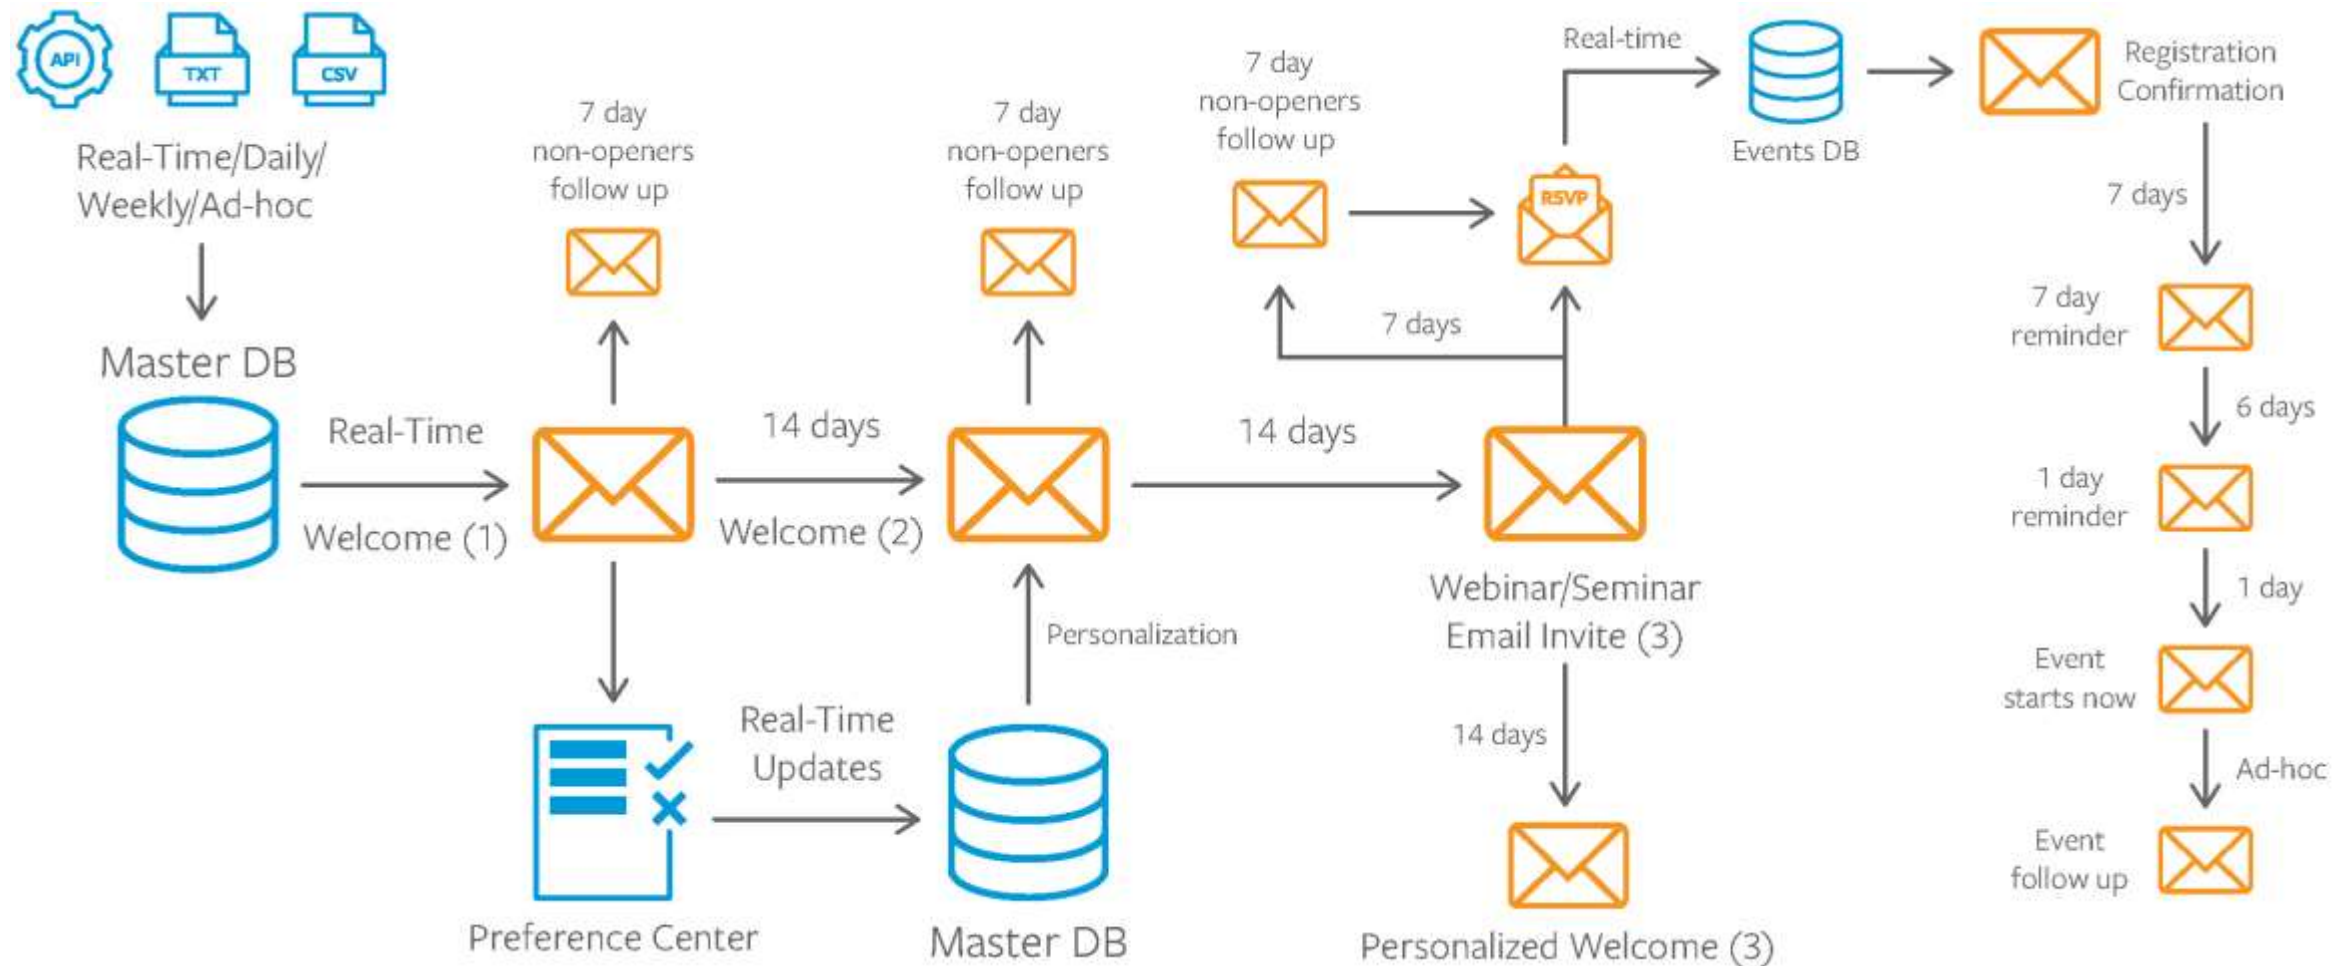 API
TXT
CSV
Real-Time/Daily/
Weekly/Ad-hoc
Master DB
Real-Time
Welcome (1)
7 day
non-openers
follow up
14 days
Welcome (2)
7 day
non-openers
follow up
Preference Center
Real-Time
Updates
Master DB
Personalization
14 days
Webinar/Seminar
Email Invite (3)
14 days
Personalized Welcome (3)
7 days
7 day
non-openers
follow up
RSVP
Real-time
Events DB
Registration
Confirmation
7 days
7 day
reminder
6 days
1 day
reminder
1 day
Event
starts now
Ad-hoc
Event
follow up